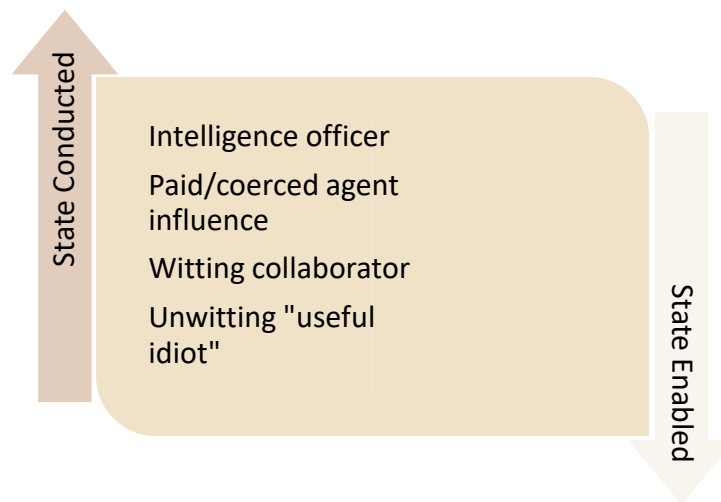 State Conducted
Intelligence officer
Paid/coerced agent
influence
Witting collaborator
Unwitting "useful
idiot"
State Enabled